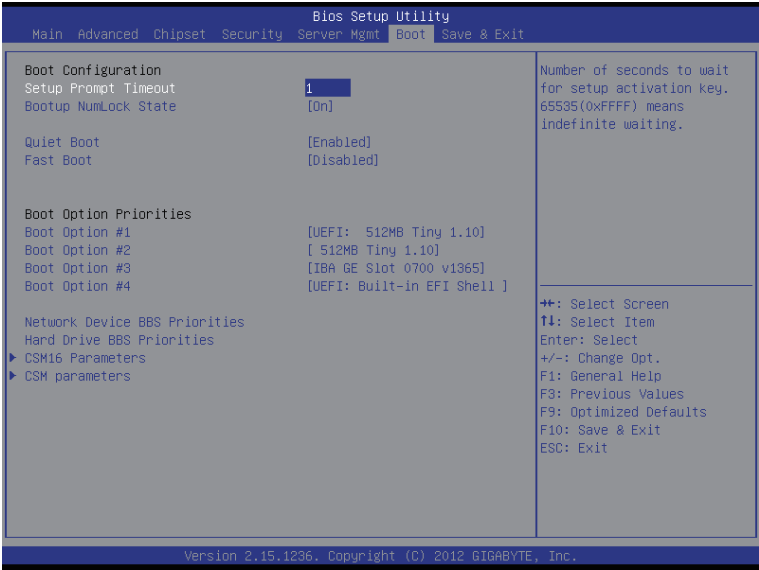 Bios Setup Utility
Main Advanced Chipset Security Server Mgmt Boot Save & Exit
Boot Configuration
Setup Prompt Timeout 1
Bootup NumLock State [On]
Quiet Boot [Enabled]
Fast Boot [Disabled]
Boot Option Priorities
Boot Option #1 [UEFI: 512MB Tiny 1.10]
Boot Option #2 [ 512MB Tiny 1.10]
Boot Option #3 [IBA GE Slot 0700 v1365]
Boot Option #4 [UEFI: Built-in EFI Shell ]
Network Device BBS Priorities
Hard Drive BBS Priorities
CSM16 Parameters
CSM parameters
Number of seconds to wait
for setup activation key.
65535(0xFFFF) means
indefinite waiting.
→←: Select Screen
↑↓: Select Item
Enter: Select
+/-: Change Opt.
F1: General Help
F3: Previous Values
F9: Optimized Defaults
F10: Save & Exit
ESC: Exit
Version 2.15.1236. Copyright (C) 2012 GIGABYTE, Inc.